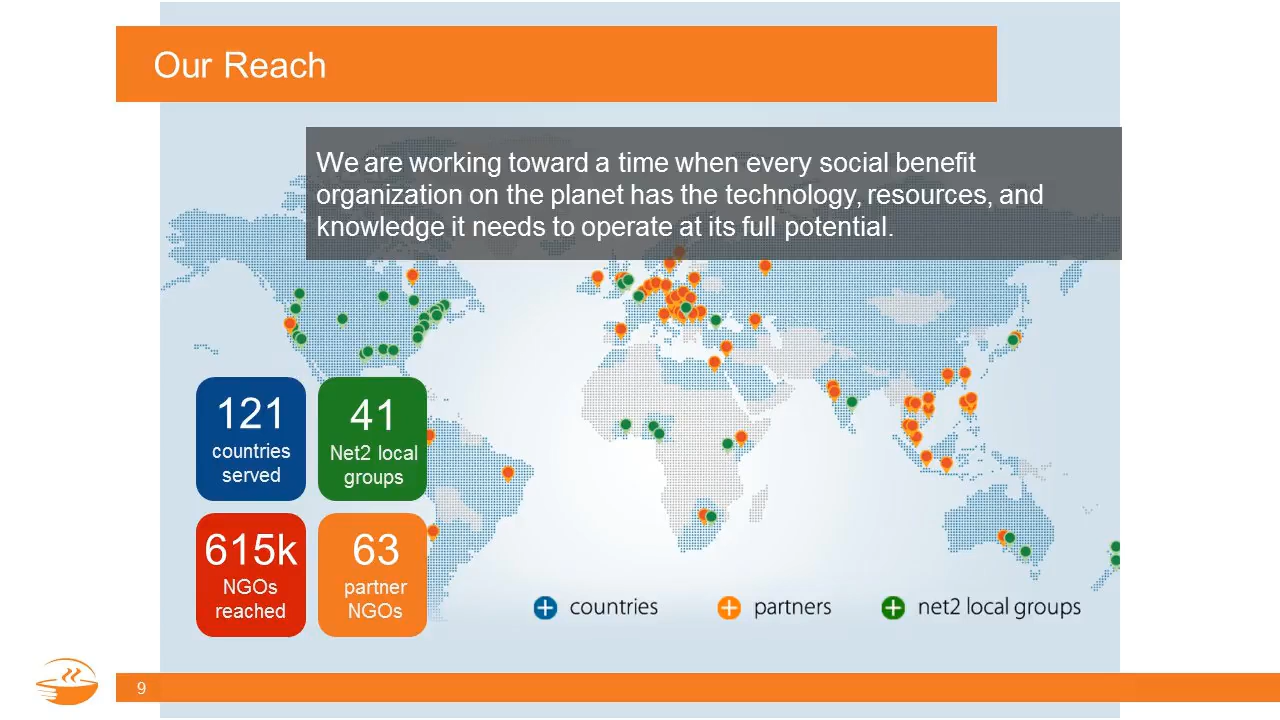 Our Reach
We are working toward a time when every social benefit
organization on the planet has the technology, resources, and
knowledge it needs to operate at its full potential.
121
countries
served
41
Net2 local
groups
615k
NGOs
reached
63
partner
NGOs
countries
partners
net2 local groups
9